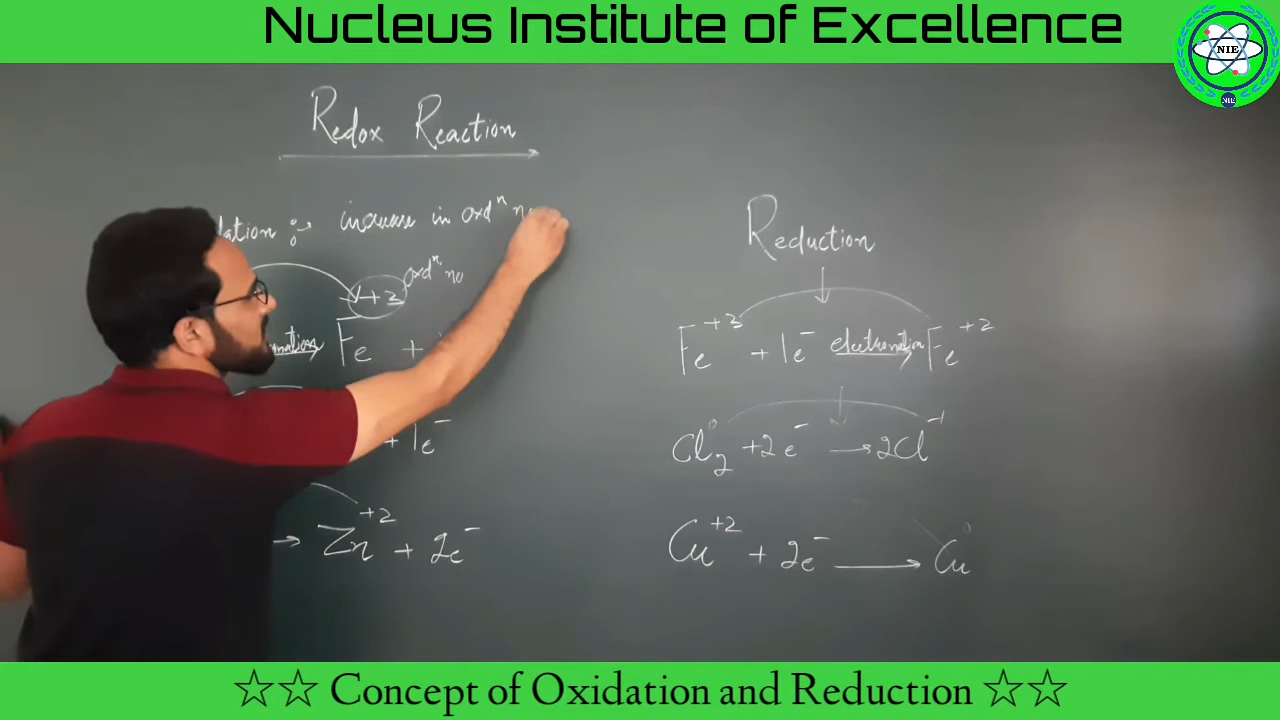 Nucleus Institute of Excellence
NIE
NIE
Redox Reaction
dation :→ increase in oxdⁿ n
oxdⁿ no
+3
Fe +
+ 1e⁻
→ Zn⁺² + 2e⁻
Reduction
Fe⁺³ + 1e⁻ electronation Fe⁺²
Cl₂⁰ + 2e⁻ → 2Cl⁻¹
Cu⁺² + 2e⁻ → Cu⁰
☆☆ Concept of Oxidation and Reduction ☆☆